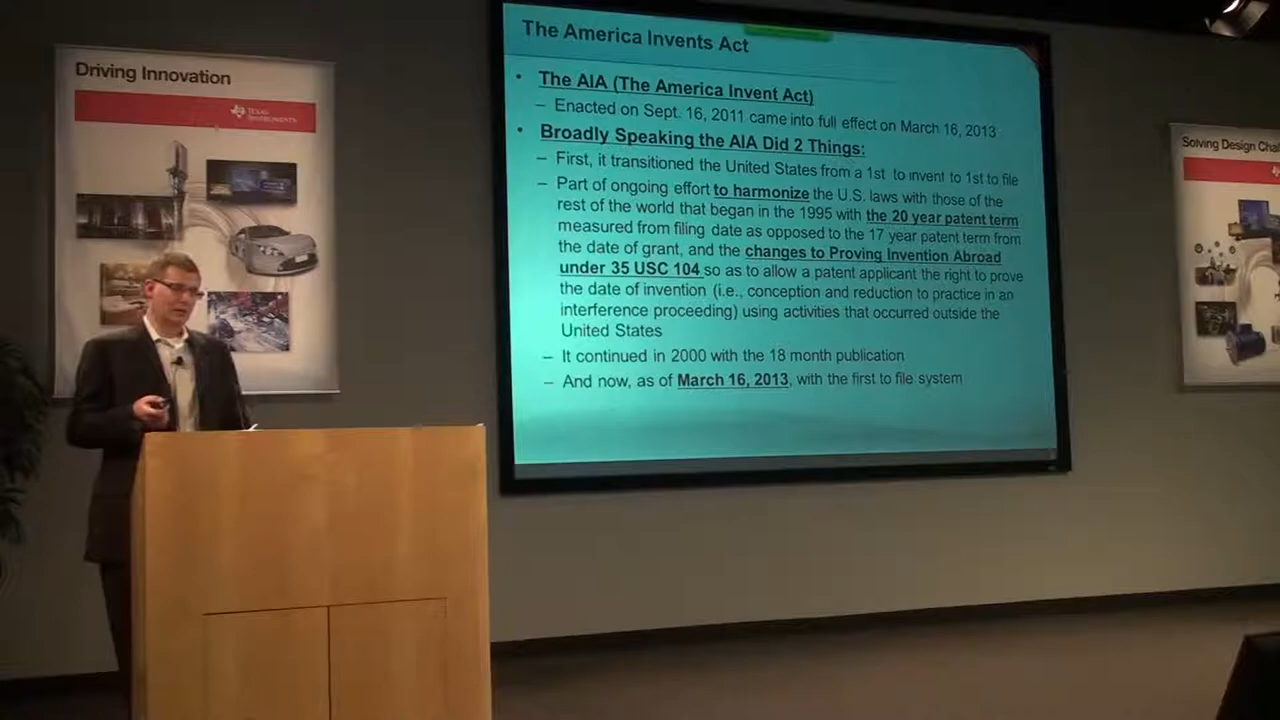 Driving Innovation
TEXAS
INSTRUMENTS
The America Invents Act
• The AIA (The America Invent Act)
– Enacted on Sept. 16, 2011 came into full effect on March 16, 2013
• Broadly Speaking the AIA Did 2 Things:
– First, it transitioned the United States from a 1st to invent to 1st to file
– Part of ongoing effort to harmonize the U.S. laws with those of the
rest of the world that began in the 1995 with the 20 year patent term
measured from filing date as opposed to the 17 year patent term from
the date of grant, and the changes to Proving Invention Abroad
under 35 USC 104 so as to allow a patent applicant the right to prove
the date of invention (i.e., conception and reduction to practice in an
interference proceeding) using activities that occurred outside the
United States
– It continued in 2000 with the 18 month publication
– And now, as of March 16, 2013, with the first to file system
Solving Design Chal